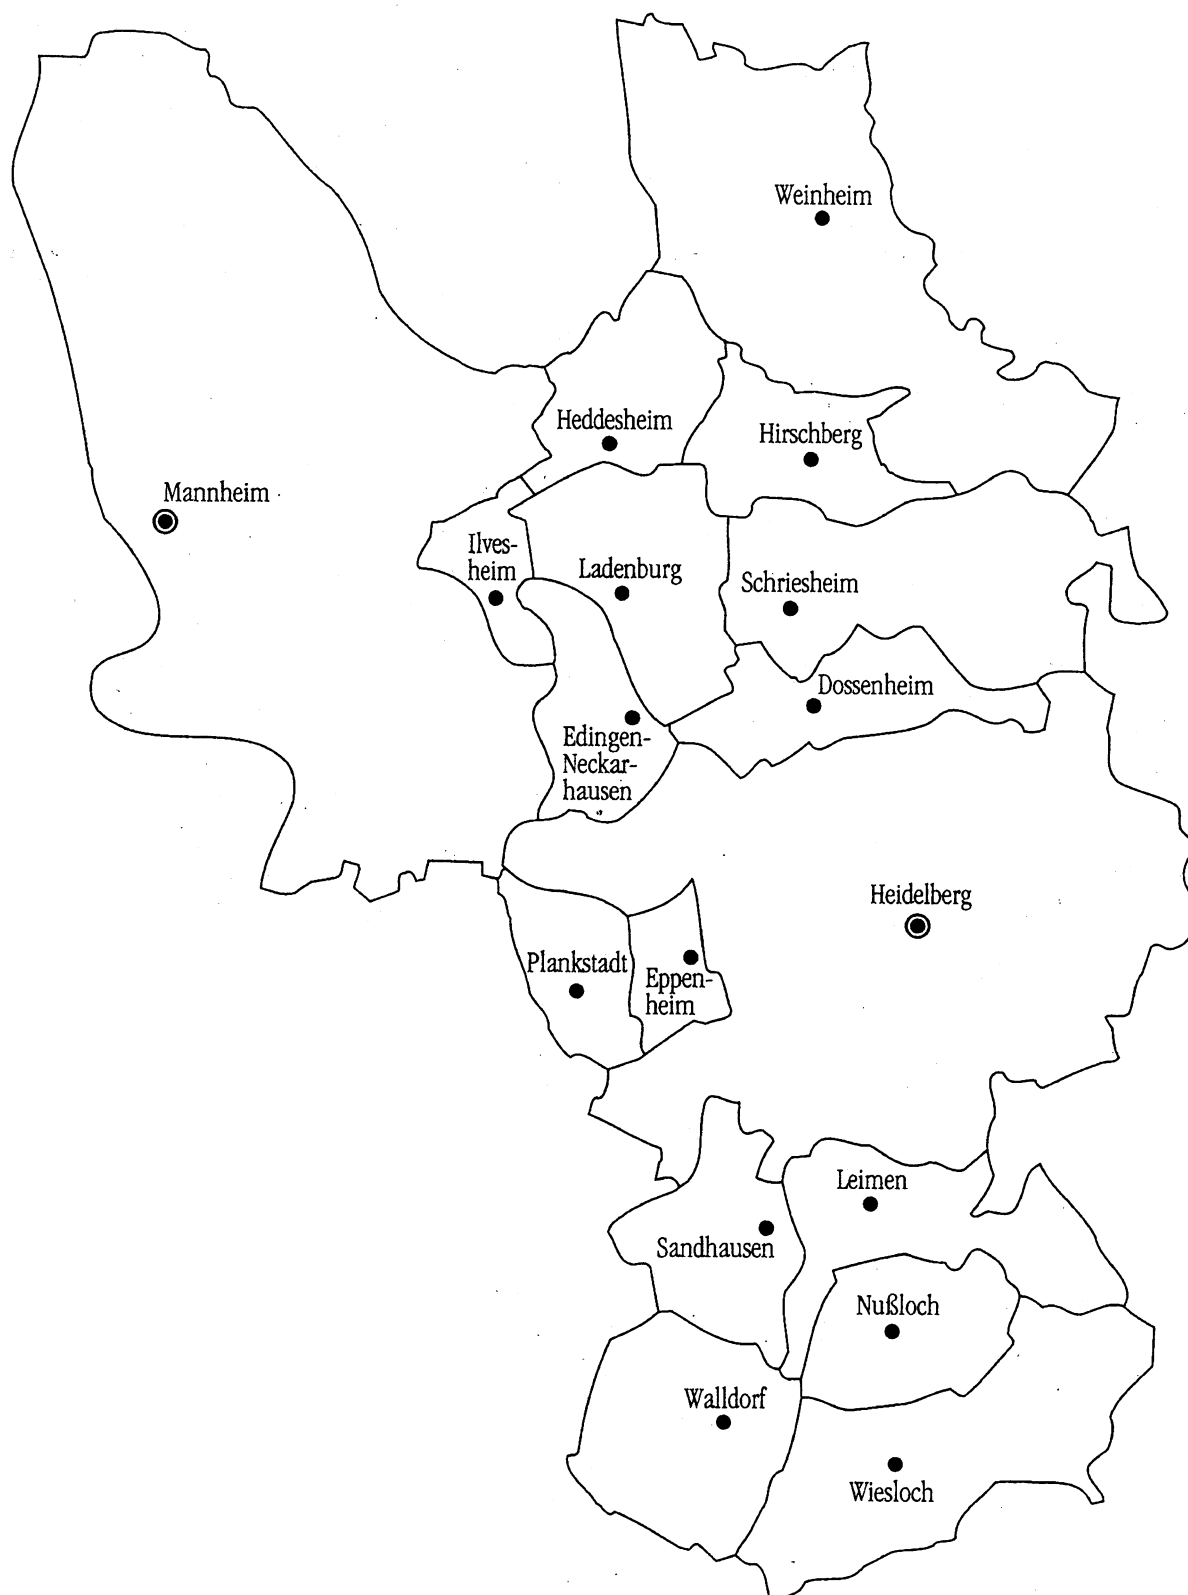 Weinheim
Heddesheim
Hirschberg
Mannheim
Ilves-
heim
Ladenburg
Schriesheim
Dossenheim
Edingen-
Neckar-
hausen
Heidelberg
Plankstadt
Eppen-
heim
Leimen
Sandhausen
Nußloch
Walldorf
Wiesloch